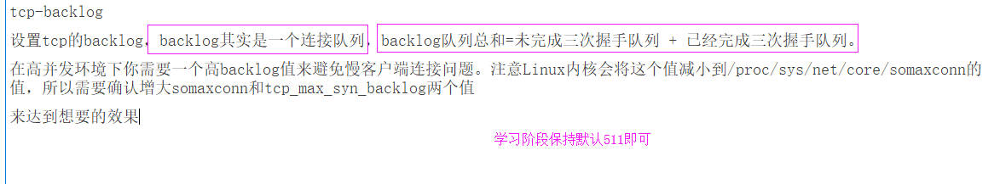 tcp-backlog
设置tcp的backlog，backlog其实是一个连接队列，backlog队列总和=未完成三次握手队列 + 已经完成三次握手队列。
在高并发环境下你需要一个高backlog值来避免慢客户端连接问题。注意Linux内核会将这个值减小到/proc/sys/net/core/somaxconn的
值，所以需要确认增大somaxconn和tcp_max_syn_backlog两个值
来达到想要的效果
学习阶段保持默认511即可